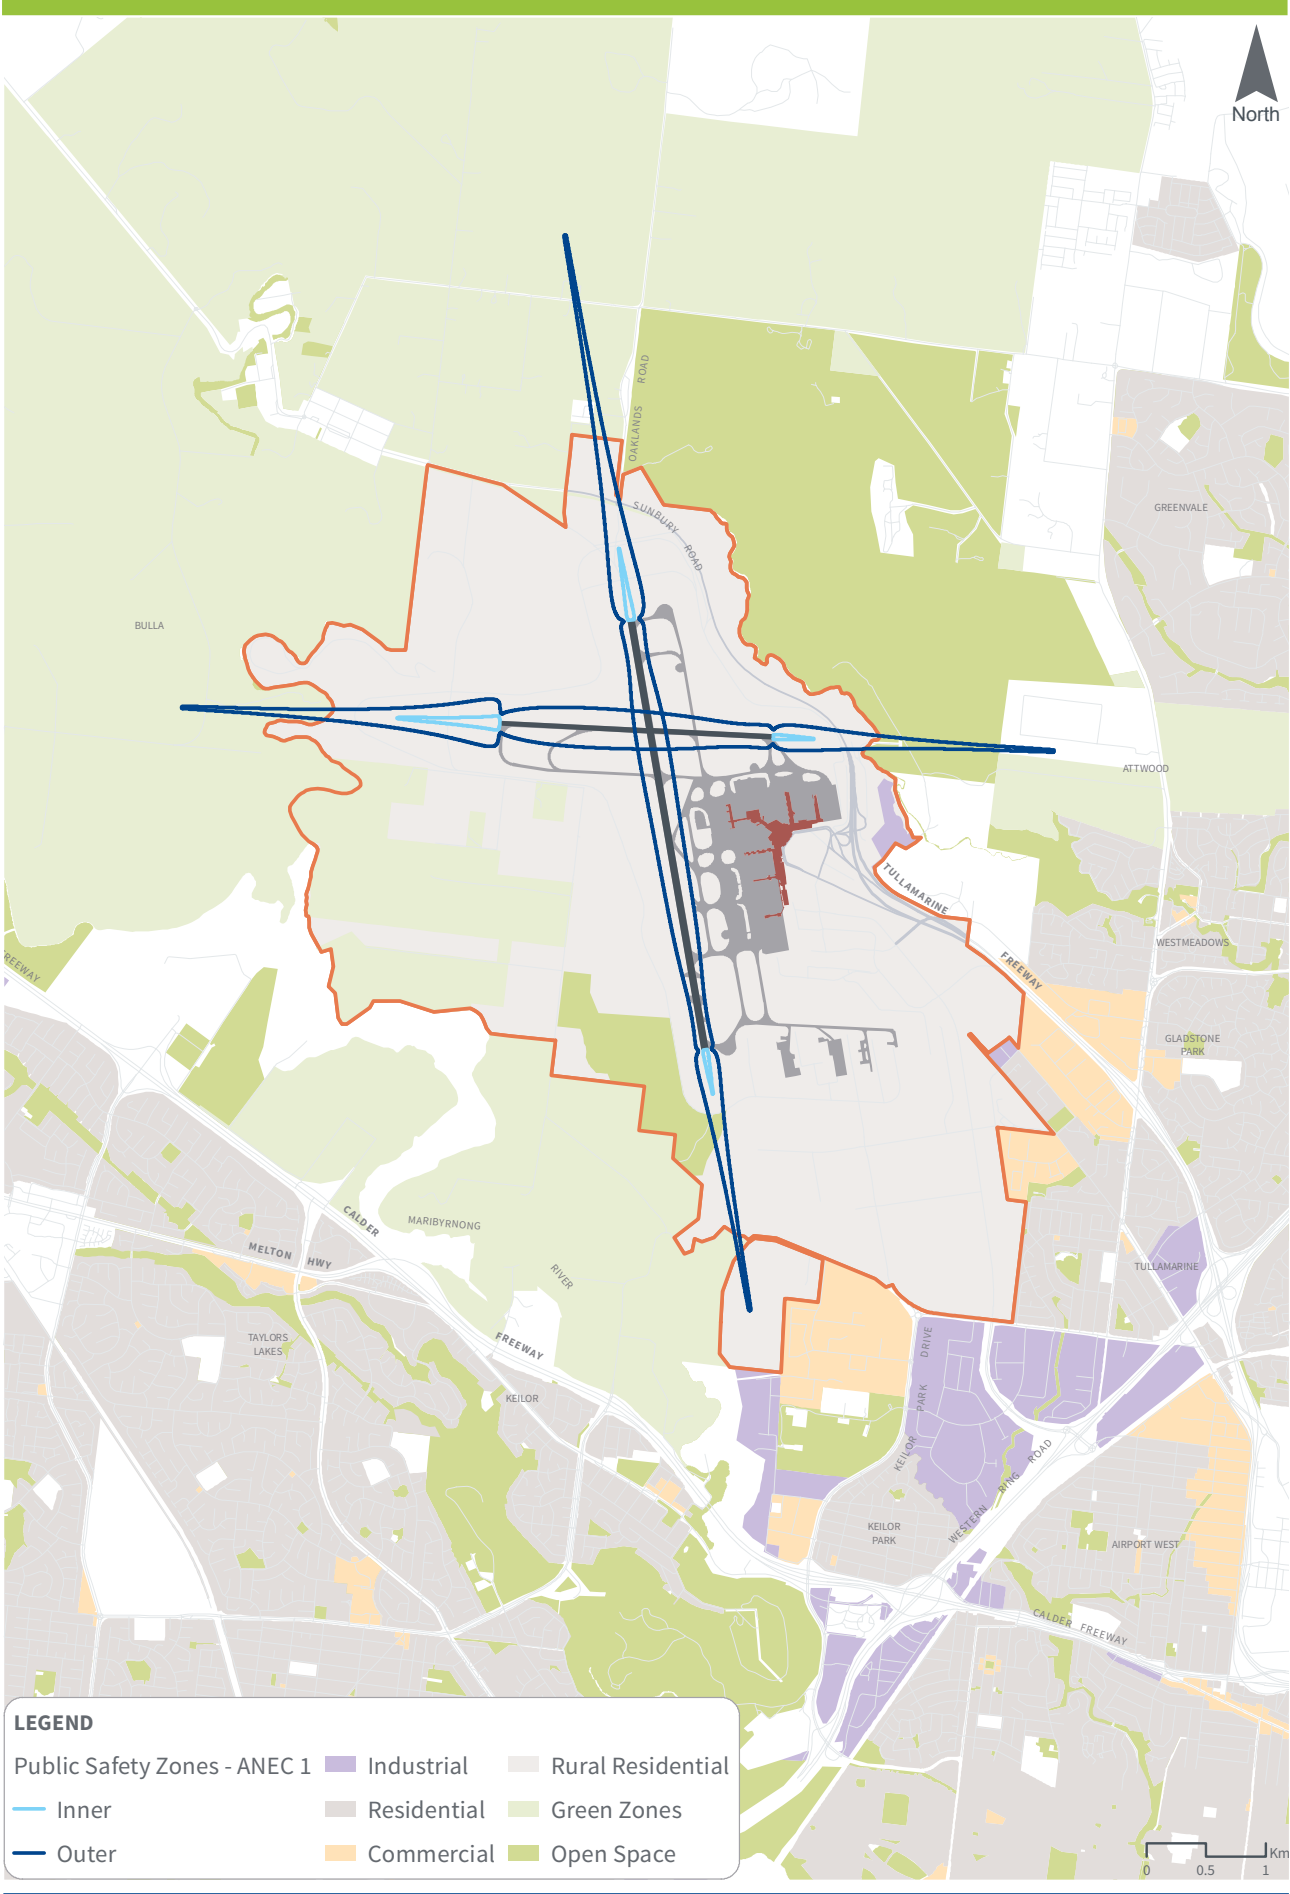 North
OAKLANDS ROAD
SUNBURY ROAD
GREENVALE
BULLA
ATTWOOD
TULLAMARINE
FREEWAY
WESTMEADOWS
FREEWAY
GLADSTONE
PARK
MARIBYRNONG
RIVER
CALDER
FREEWAY
MELTON HWY
TULLAMARINE
TAYLORS
LAKES
KEILOR
KEILOR PARK DRIVE
WESTERN RING ROAD
KEILOR
PARK
AIRPORT WEST
CALDER FREEWAY
LEGEND
Public Safety Zones - ANEC 1
Inner
Outer
Industrial
Residential
Commercial
Rural Residential
Green Zones
Open Space
Km
0 0.5 1